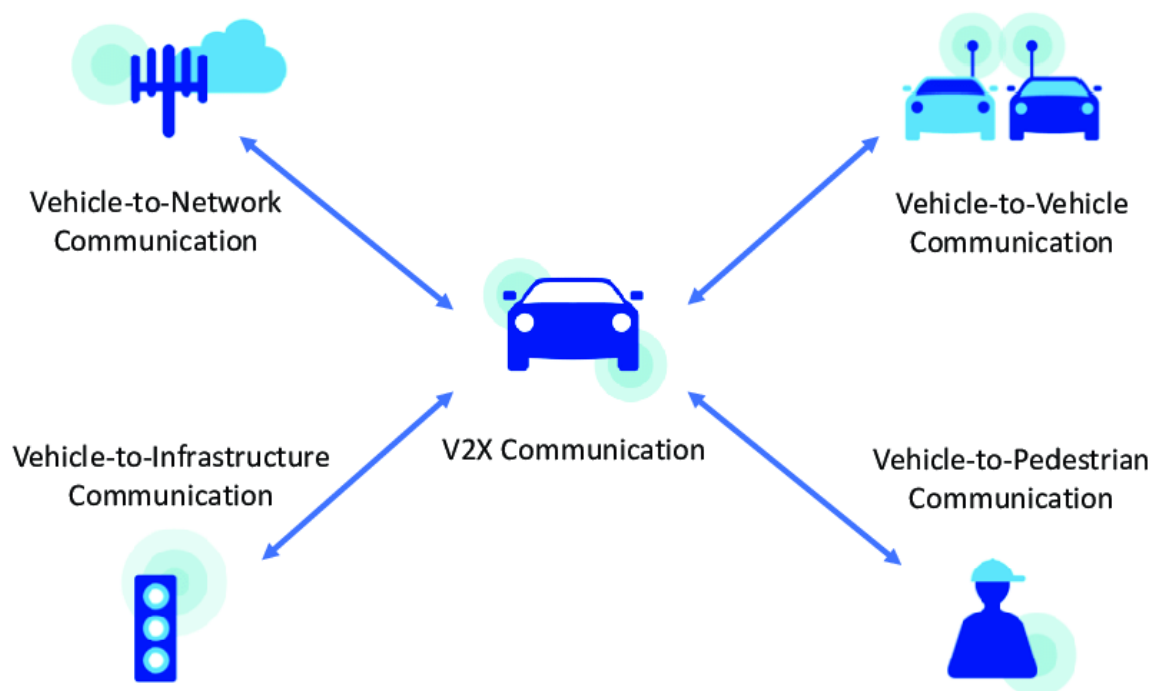 Vehicle-to-Network
Communication
Vehicle-to-Vehicle
Communication
V2X Communication
Vehicle-to-Infrastructure
Communication
Vehicle-to-Pedestrian
Communication